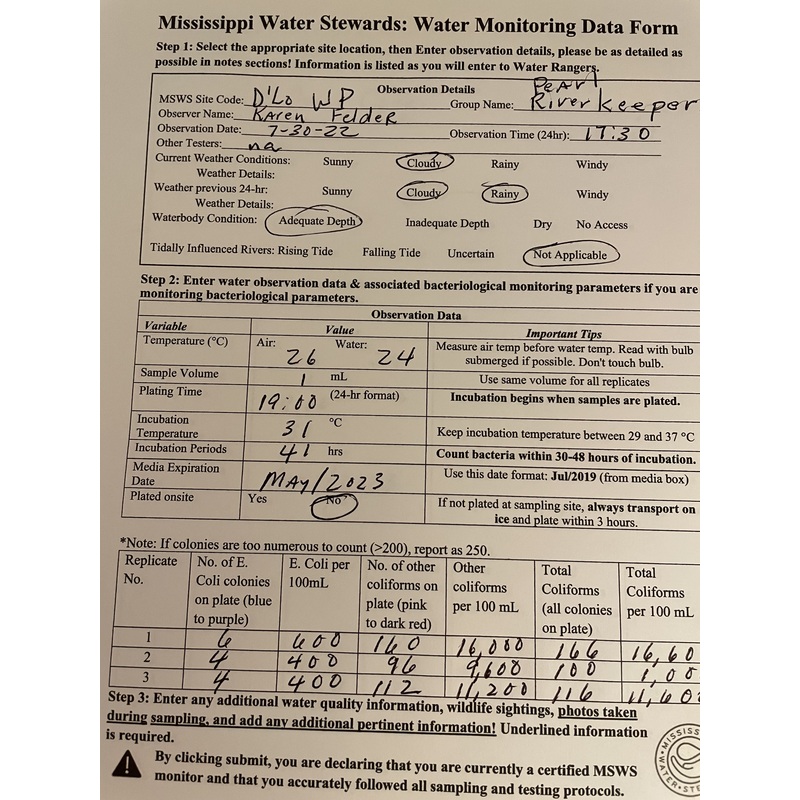 Mississippi Water Stewards: Water Monitoring Data Form
Step 1: Select the appropriate site location, then Enter observation details, please be as detailed as
possible in notes sections! Information is listed as you will enter to Water Rangers.
Observation Details
MSWS Site Code: D'Lo WP Group Name: Pearl Riverkeeper
Observer Name: Karen Felder
Observation Date: 7-30-22 Observation Time (24hr): 17:30
Other Testers: na
Current Weather Conditions: Sunny Cloudy Rainy Windy
Weather Details:
Weather previous 24-hr: Sunny Cloudy Rainy Windy
Weather Details:
Waterbody Condition: Adequate Depth Inadequate Depth Dry No Access
Tidally Influenced Rivers: Rising Tide Falling Tide Uncertain Not Applicable
Step 2: Enter water observation data & associated bacteriological monitoring parameters if you are
monitoring bacteriological parameters.
Observation Data
Variable Value Important Tips
Temperature (°C) Air: 26 Water: 24 Measure air temp before water temp. Read with bulb
submerged if possible. Don't touch bulb.
Sample Volume 1 mL Use same volume for all replicates
Plating Time 19:00 (24-hr format) Incubation begins when samples are plated.
Incubation
Temperature 31 °C Keep incubation temperature between 29 and 37 °C
Incubation Periods 41 hrs Count bacteria within 30-48 hours of incubation.
Media Expiration
Date May/2023 Use this date format: Jul/2019 (from media box)
Plated onsite Yes No If not plated at sampling site, always transport on
ice and plate within 3 hours.
*Note: If colonies are too numerous to count (>200), report as 250.
Replicate No. of E. E. Coli per No. of other Other Total Total
No. Coli colonies 100mL coliforms on coliforms Coliforms Coliforms
on plate (blue plate (pink per 100 mL (all colonies per 100 mL
to purple) to dark red) on plate)
1 6 600 160 16,000 166 16,60
2 4 400 96 9,600 100 1,00
3 4 400 112 11,200 116 11,600
Step 3: Enter any additional water quality information, wildlife sightings, photos taken
during sampling, and add any additional pertinent information! Underlined information
is required.
By clicking submit, you are declaring that you are currently a certified MSWS
monitor and that you accurately followed all sampling and testing protocols.
MISSISS
WATER STE